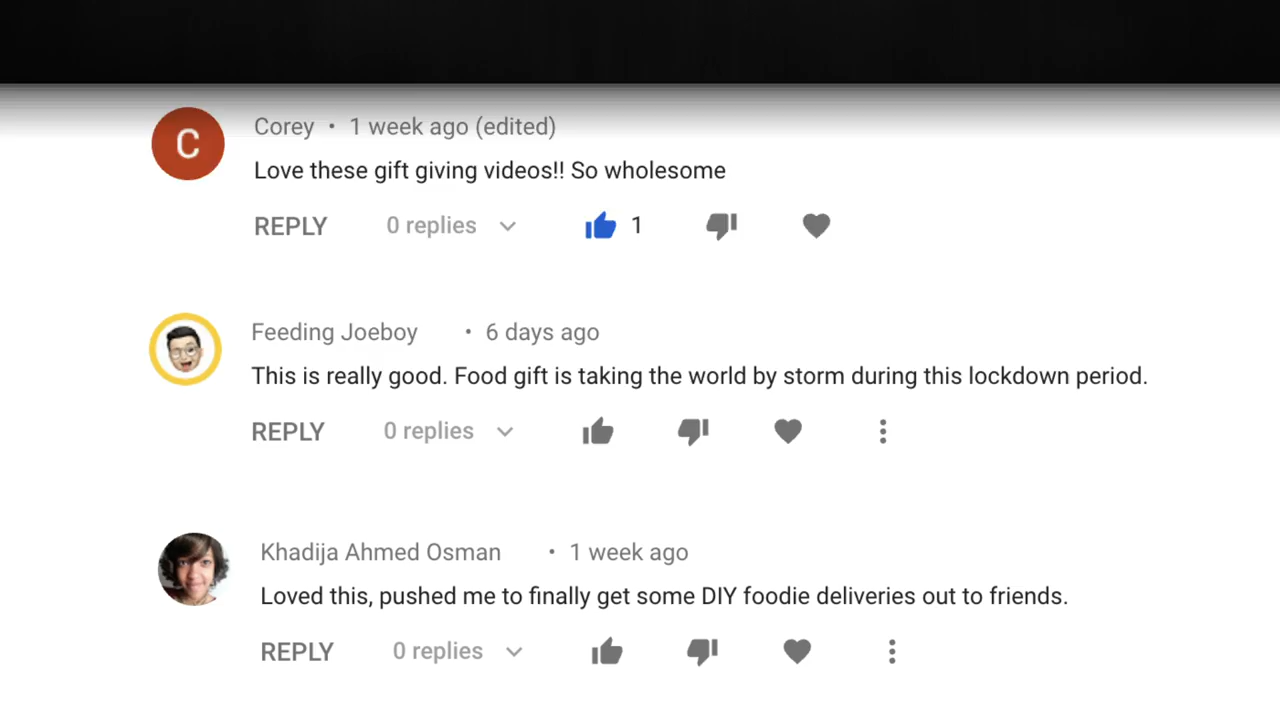 C
Corey • 1 week ago (edited)
Love these gift giving videos!! So wholesome
REPLY 0 replies 1
Feeding Joeboy • 6 days ago
This is really good. Food gift is taking the world by storm during this lockdown period.
REPLY 0 replies
Khadija Ahmed Osman • 1 week ago
Loved this, pushed me to finally get some DIY foodie deliveries out to friends.
REPLY 0 replies